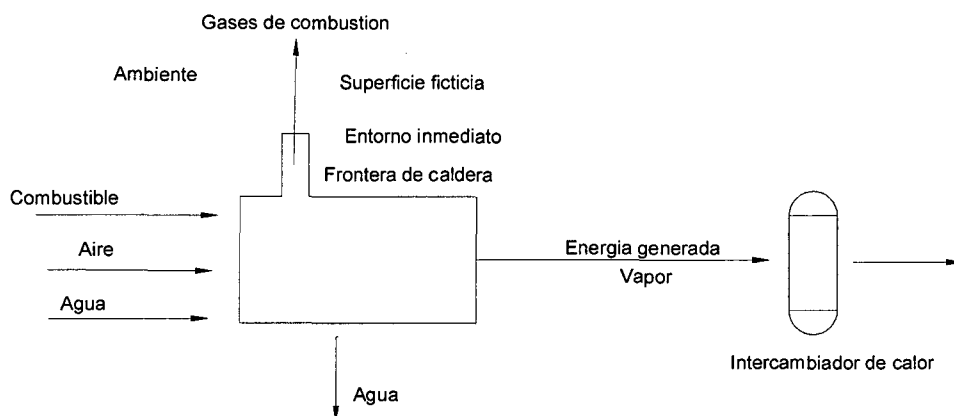 Gases de combustion
Ambiente
Superficie ficticia
Entorno inmediato
Frontera de caldera
Combustible
Aire
Agua
Energia generada
Vapor
Intercambiador de calor
Agua